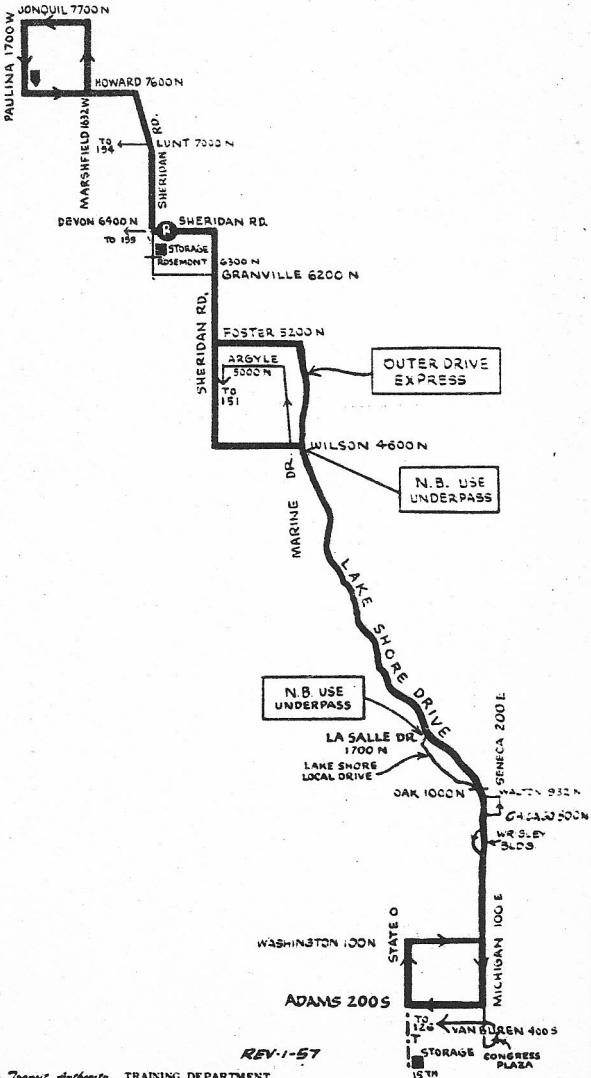 JONQUIL 7700 N
PAULINA 1700 W
HOWARD 7600 N
MARSHFIELD 1632 W
SHERIDAN RD.
TO
154
LUNT 7000 N
DEVON 6400 N
R
SHERIDAN RD.
TO 155
STORAGE
ROSEMONT
6300 N
GRANVILLE 6200 N
SHERIDAN RD.
FOSTER 5200 N
ARGYLE
5000 N
TO
151
OUTER DRIVE
EXPRESS
WILSON 4600 N
MARINE DR.
N.B. USE
UNDERPASS
LAKE SHORE DRIVE
N.B. USE
UNDERPASS
LA SALLE DR.
1700 N
LAKE SHORE
LOCAL DRIVE
SENECA 200 E
OAK 1000 N
WALTON 932 N
CHICAGO 800 N
WRIGLEY
BLDG.
STATE 0
MICHIGAN 100 E
WASHINGTON 100 N
ADAMS 200 S
TO
126
VAN BUREN 400 S
T
STORAGE
CONGRESS
PLAZA
15TH
REV-1-57
Transit Authority TRAINING DEPARTMENT